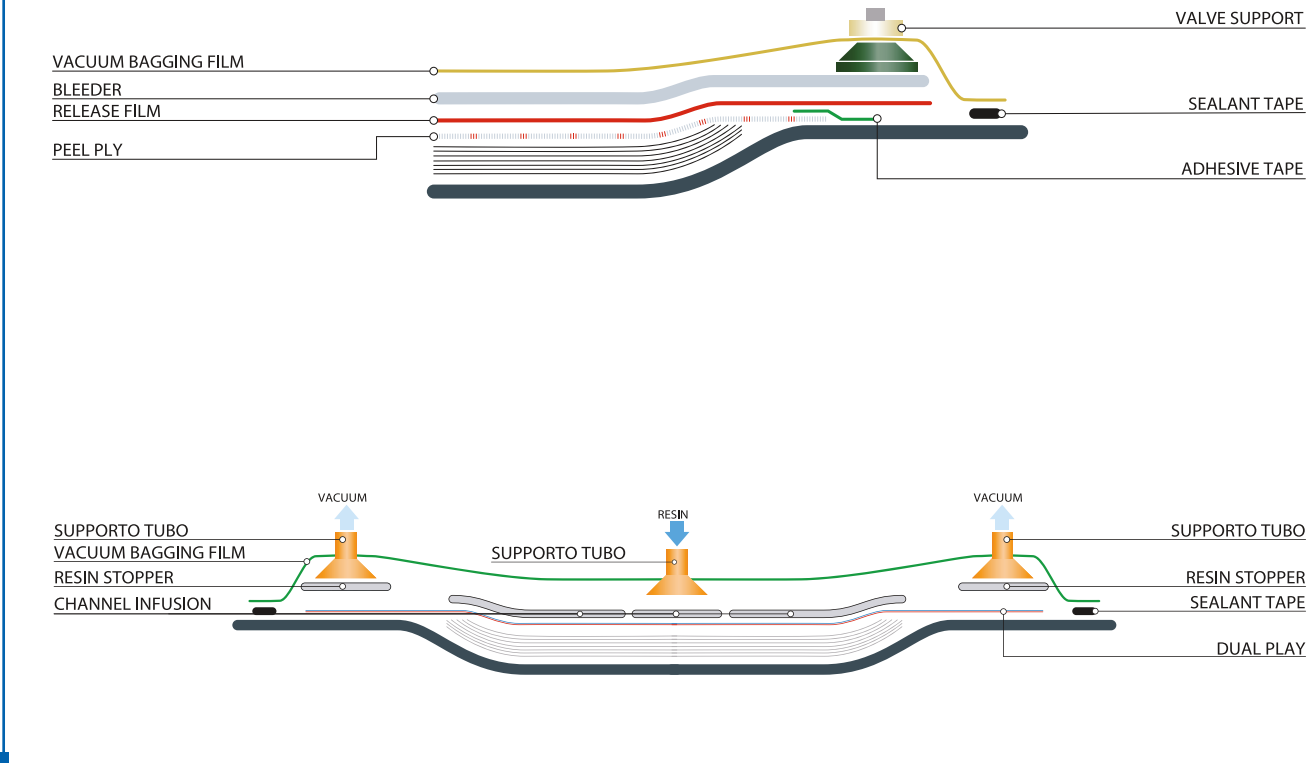 VALVE SUPPORT
VACUUM BAGGING FILM
BLEEDER
RELEASE FILM
SEALANT TAPE
PEEL PLY
ADHESIVE TAPE
VACUUM
RESIN
VACUUM
SUPPORTO TUBO
SUPPORTO TUBO
VACUUM BAGGING FILM
SUPPORTO TUBO
RESIN STOPPER
RESIN STOPPER
CHANNEL INFUSION
SEALANT TAPE
DUAL PLAY